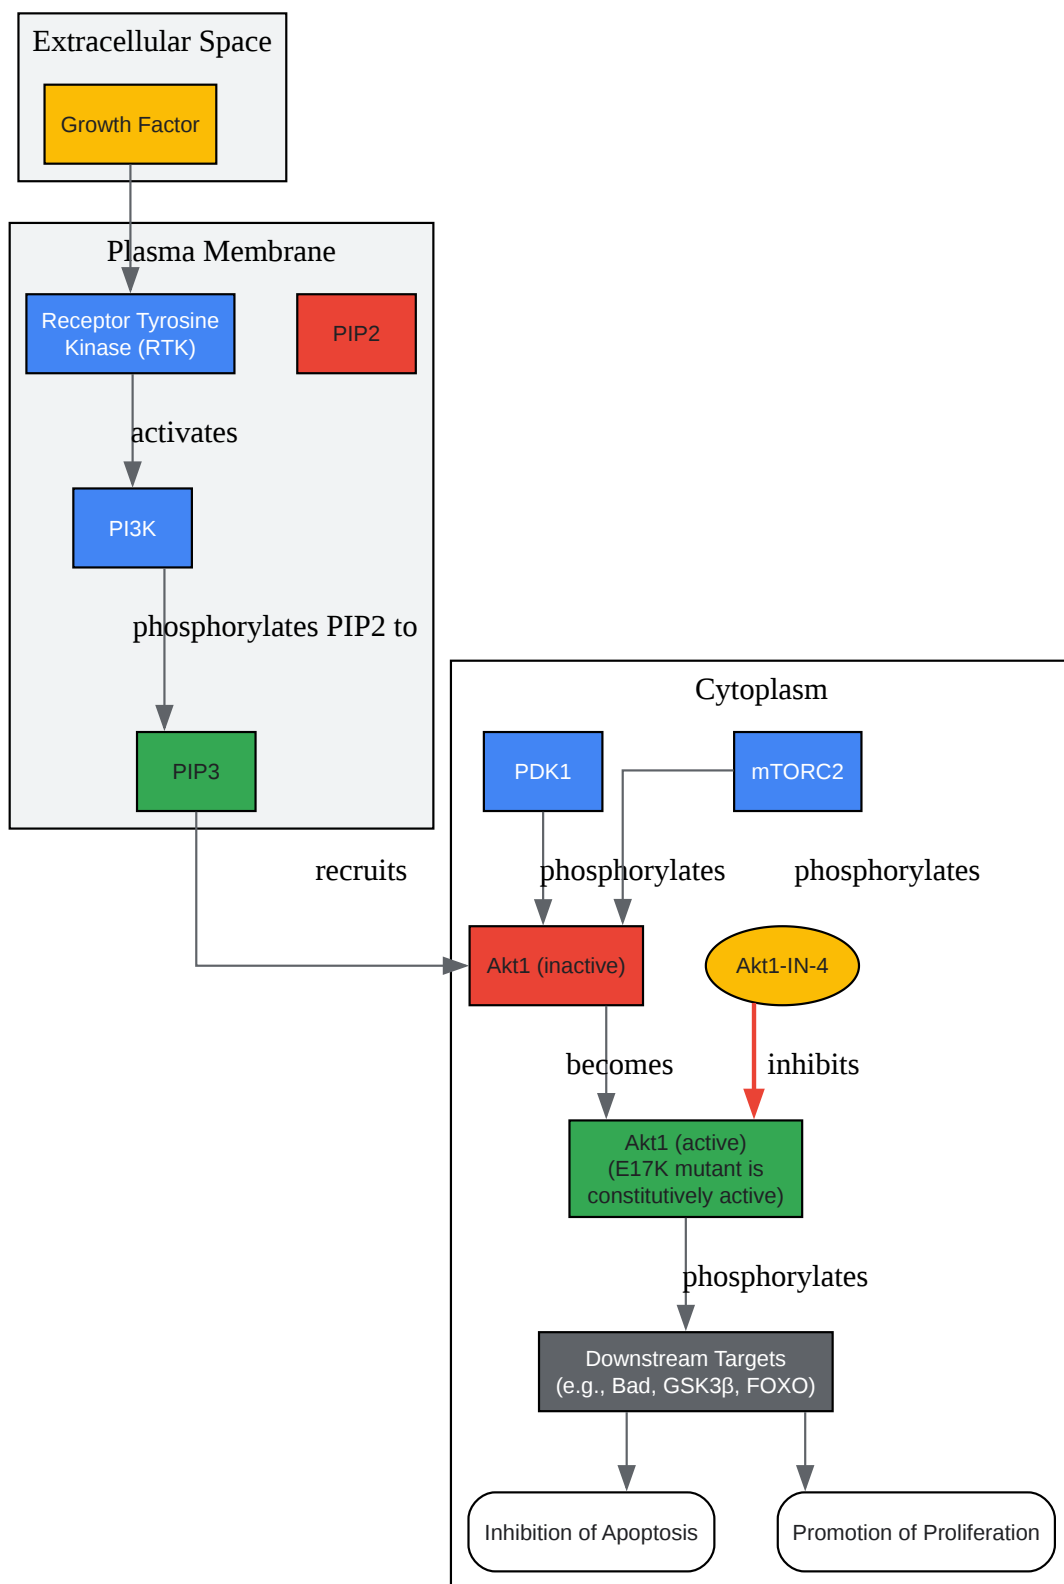 Extracellular Space
Growth Factor
Plasma Membrane
Receptor Tyrosine
Kinase (RTK)
PIP2
activates
PI3K
phosphorylates PIP2 to
PIP3
recruits
Cytoplasm
PDK1
mTORC2
phosphorylates
phosphorylates
Akt1 (inactive)
Akt1-IN-4
becomes
inhibits
Akt1 (active)
(E17K mutant is
constitutively active)
phosphorylates
Downstream Targets
(e.g., Bad, GSK3β, FOXO)
Inhibition of Apoptosis
Promotion of Proliferation